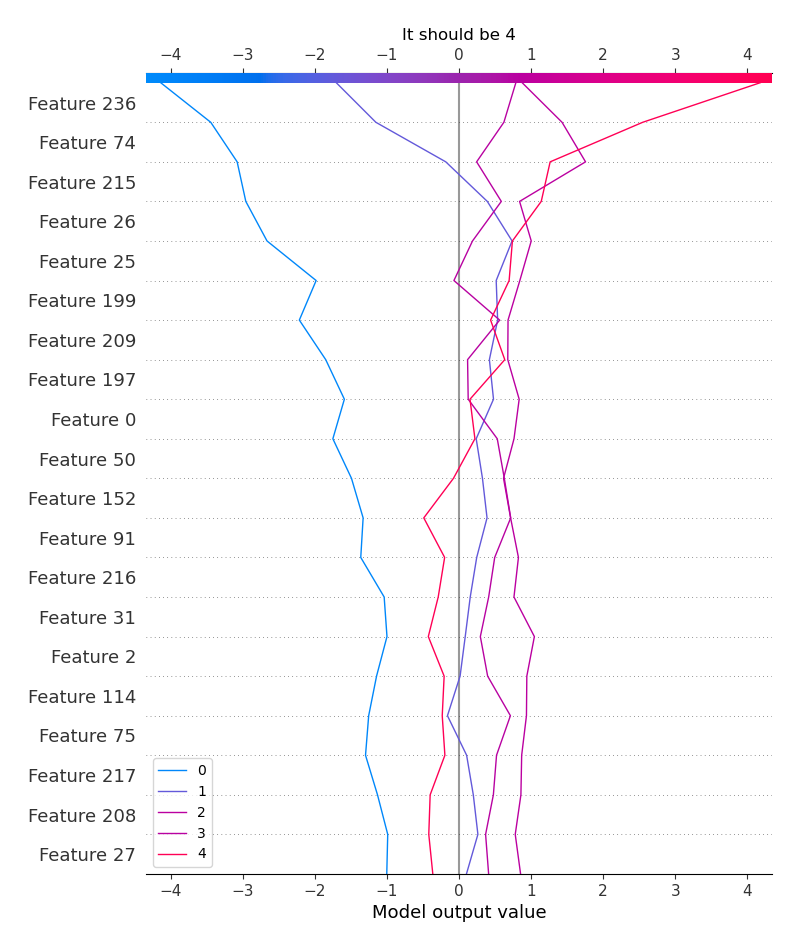 It should be 4
−4 −3 −2 −1 0 1 2 3 4
Feature 236
Feature 74
Feature 215
Feature 26
Feature 25
Feature 199
Feature 209
Feature 197
Feature 0
Feature 50
Feature 152
Feature 91
Feature 216
Feature 31
Feature 2
Feature 114
Feature 75
Feature 217
Feature 208
Feature 27
0
1
2
3
4
−4 −3 −2 −1 0 1 2 3 4
Model output value